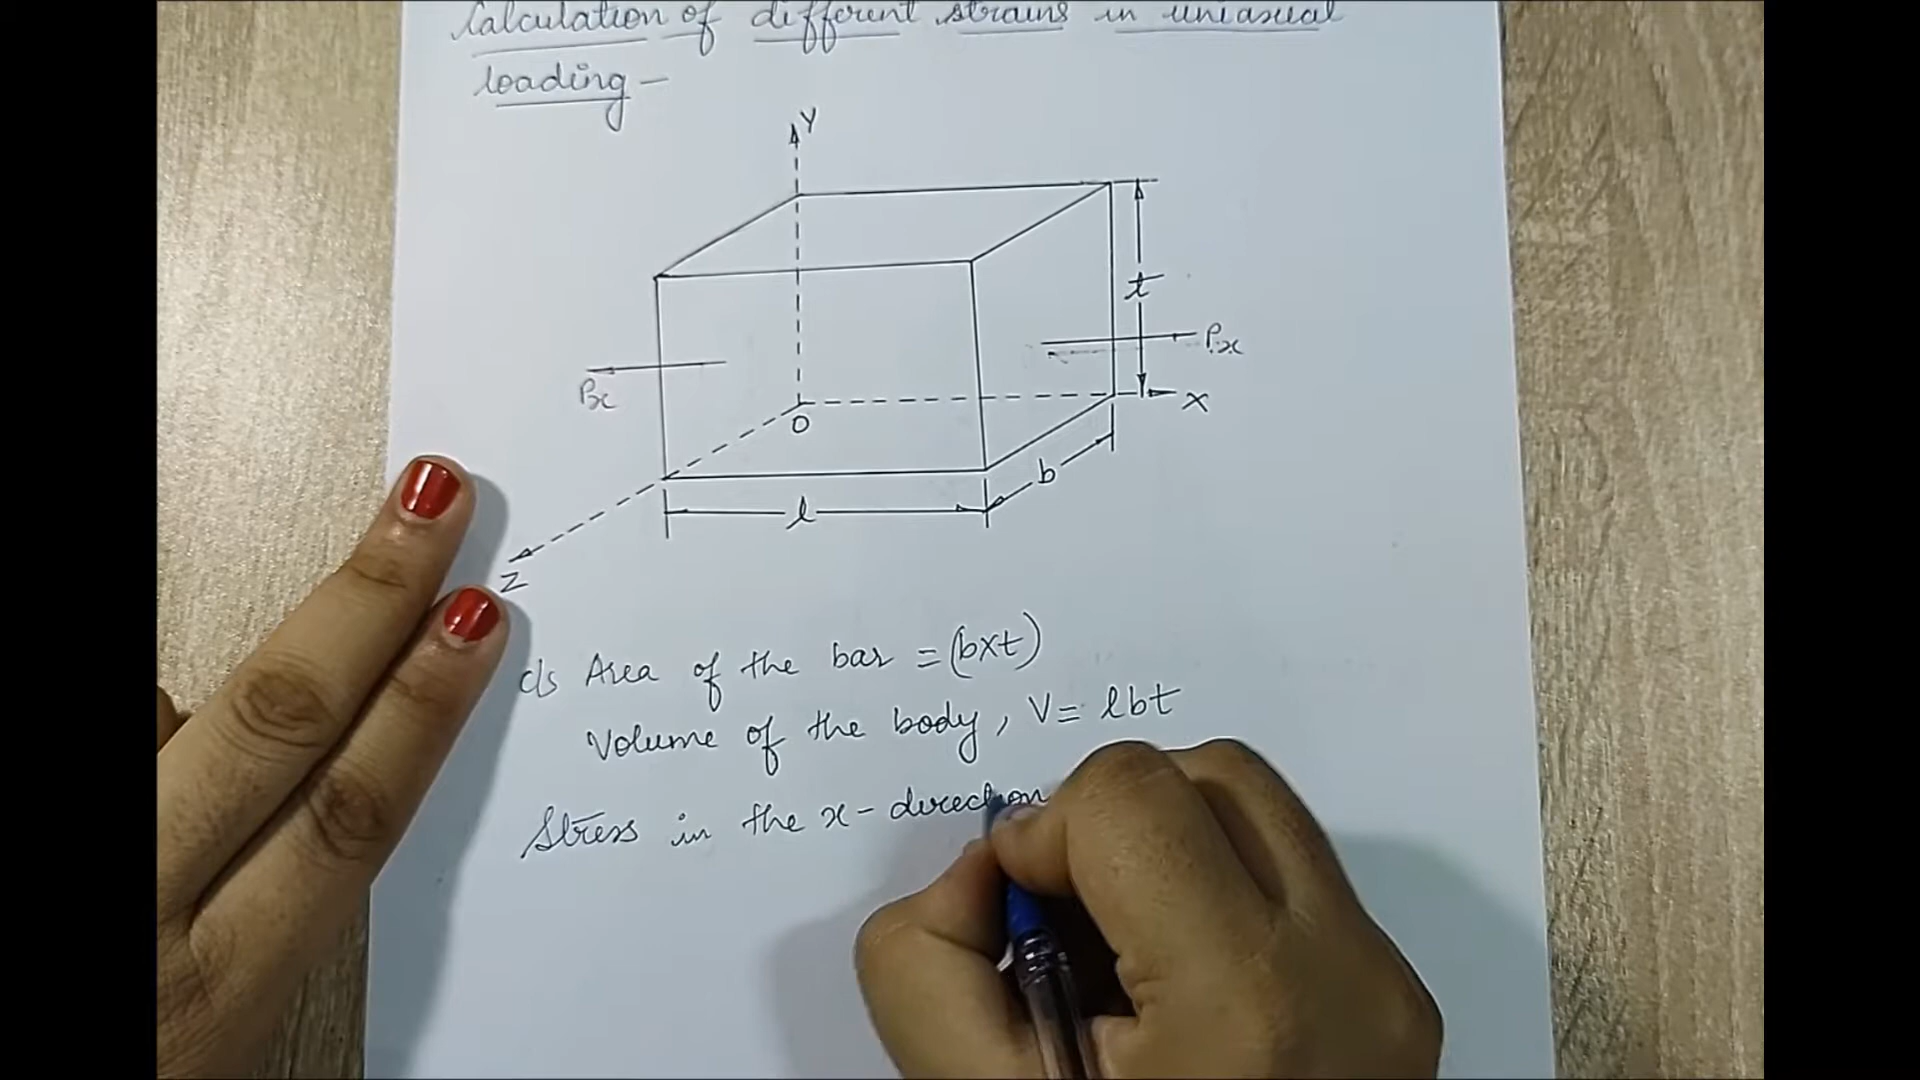 Calculation of different strains in uniaxial
loading -
Y
t
Px
Px
X
O
b
l
Z
c/s Area of the bar = (b×t)
Volume of the body, V = lbt
Stress in the x-direction